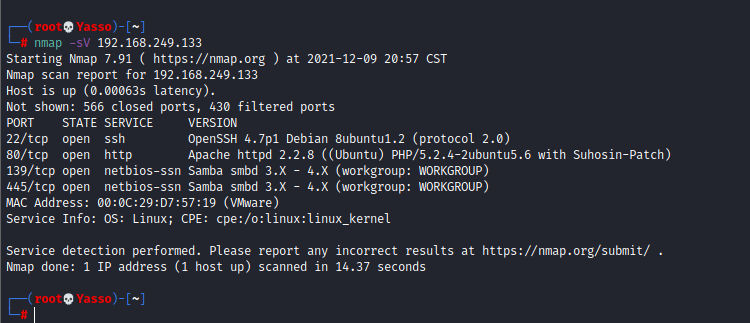 ┌──(root💀Yasso)-[~]
└─# nmap -sV 192.168.249.133
Starting Nmap 7.91 ( https://nmap.org ) at 2021-12-09 20:57 CST
Nmap scan report for 192.168.249.133
Host is up (0.00063s latency).
Not shown: 566 closed ports, 430 filtered ports
PORT    STATE SERVICE     VERSION
22/tcp  open  ssh         OpenSSH 4.7p1 Debian 8ubuntu1.2 (protocol 2.0)
80/tcp  open  http        Apache httpd 2.2.8 ((Ubuntu) PHP/5.2.4-2ubuntu5.6 with Suhosin-Patch)
139/tcp open  netbios-ssn Samba smbd 3.X - 4.X (workgroup: WORKGROUP)
445/tcp open  netbios-ssn Samba smbd 3.X - 4.X (workgroup: WORKGROUP)
MAC Address: 00:0C:29:D7:57:19 (VMware)
Service Info: OS: Linux; CPE: cpe:/o:linux:linux_kernel

Service detection performed. Please report any incorrect results at https://nmap.org/submit/ .
Nmap done: 1 IP address (1 host up) scanned in 14.37 seconds

┌──(root💀Yasso)-[~]
└─#